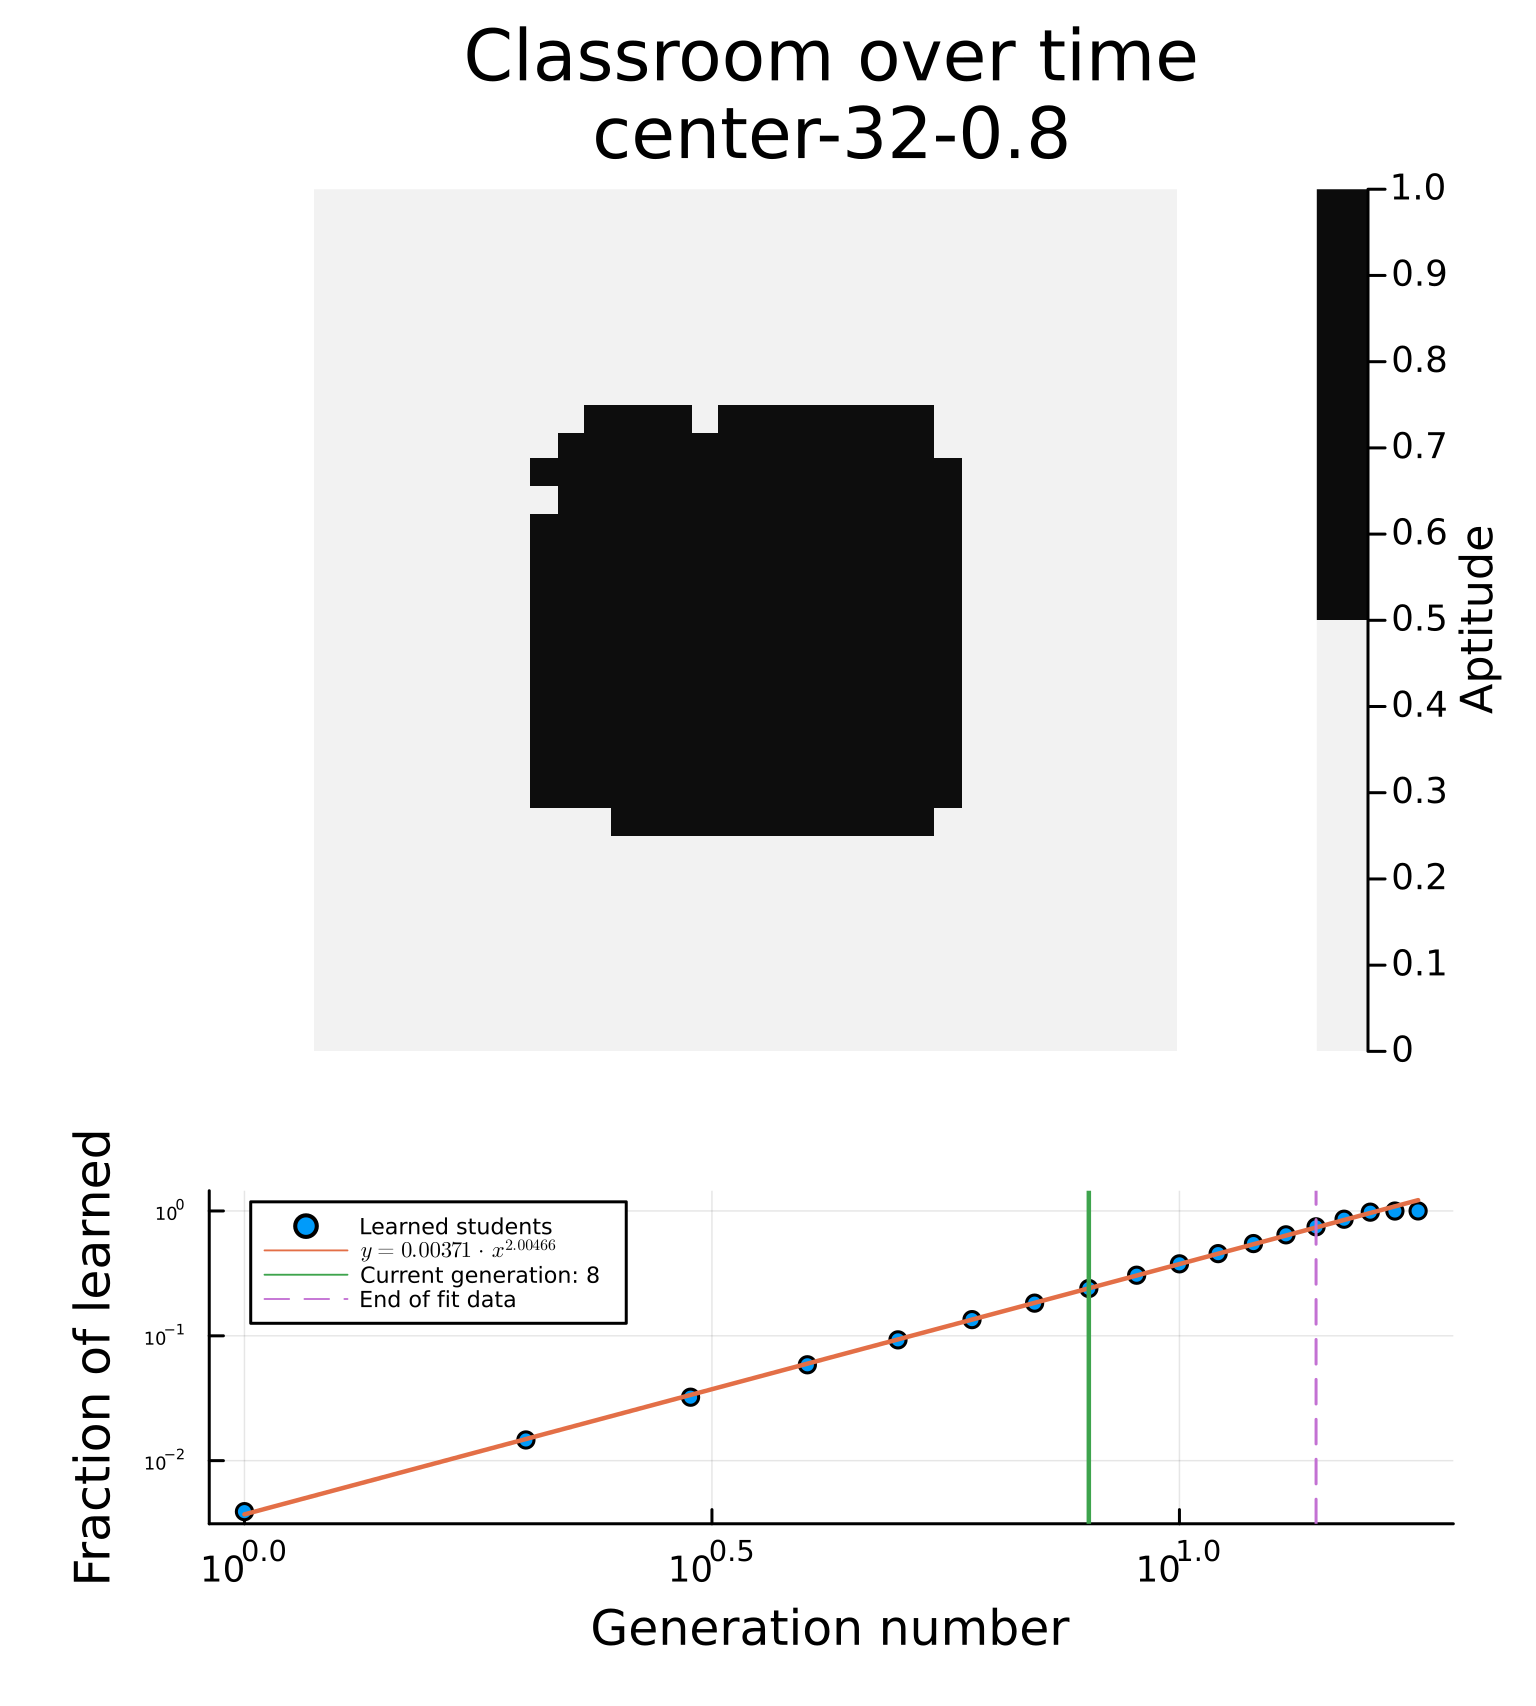 Classroom over time
center-32-0.8
1.0
0.9
0.8
0.7
0.6
0.5
0.4
0.3
0.2
0.1
0
Aptitude
Fraction of learned
10⁰
10⁻¹
10⁻²
Learned students
y = 0.00371 · x^2.00466
Current generation: 8
End of fit data
10^0.0
10^0.5
10^1.0
Generation number